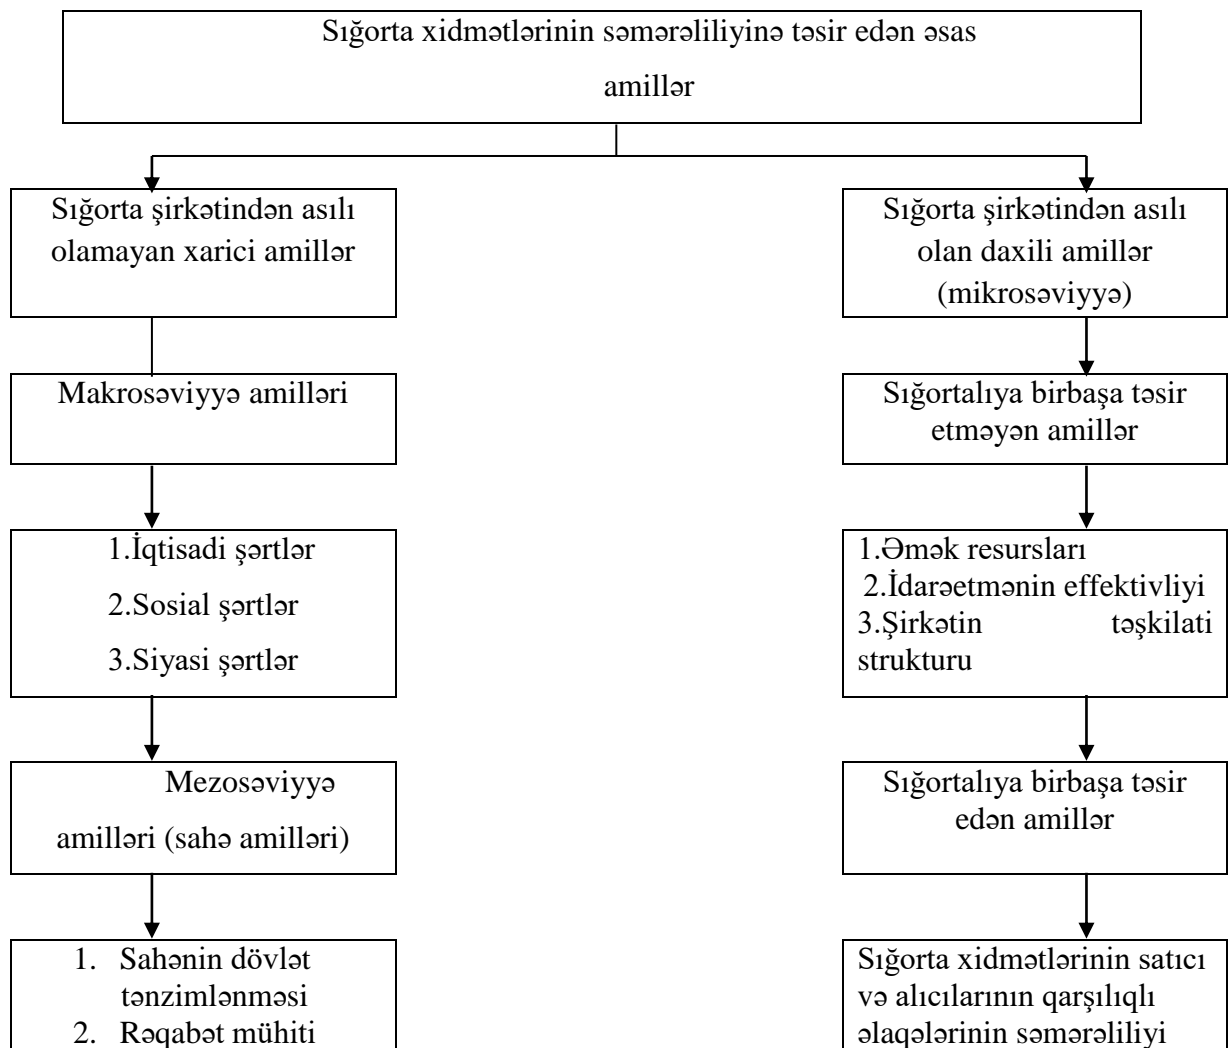 Sığorta xidmətlərinin səmərəliliyinə təsir edən əsas
amillər
Sığorta şirkətindən asılı
olamayan xarici amillər
Sığorta şirkətindən asılı
olan daxili amillər
(mikrosəviyyə)
Makrosəviyyə amilləri
Sığortalıya birbaşa təsir
etməyən amillər
1.İqtisadi şərtlər
2.Sosial şərtlər
3.Siyasi şərtlər
1.Əmək resursları
2.İdarəetmənin effektivliyi
3.Şirkətin təşkilati
strukturu
Mezosəviyyə
amilləri (sahə amilləri)
Sığortalıya birbaşa təsir
edən amillər
1. Sahənin dövlət
tənzimlənməsi
2. Rəqabət mühiti
Sığorta xidmətlərinin satıcı
və alıcılarının qarşılıqlı
əlaqələrinin səmərəliliyi